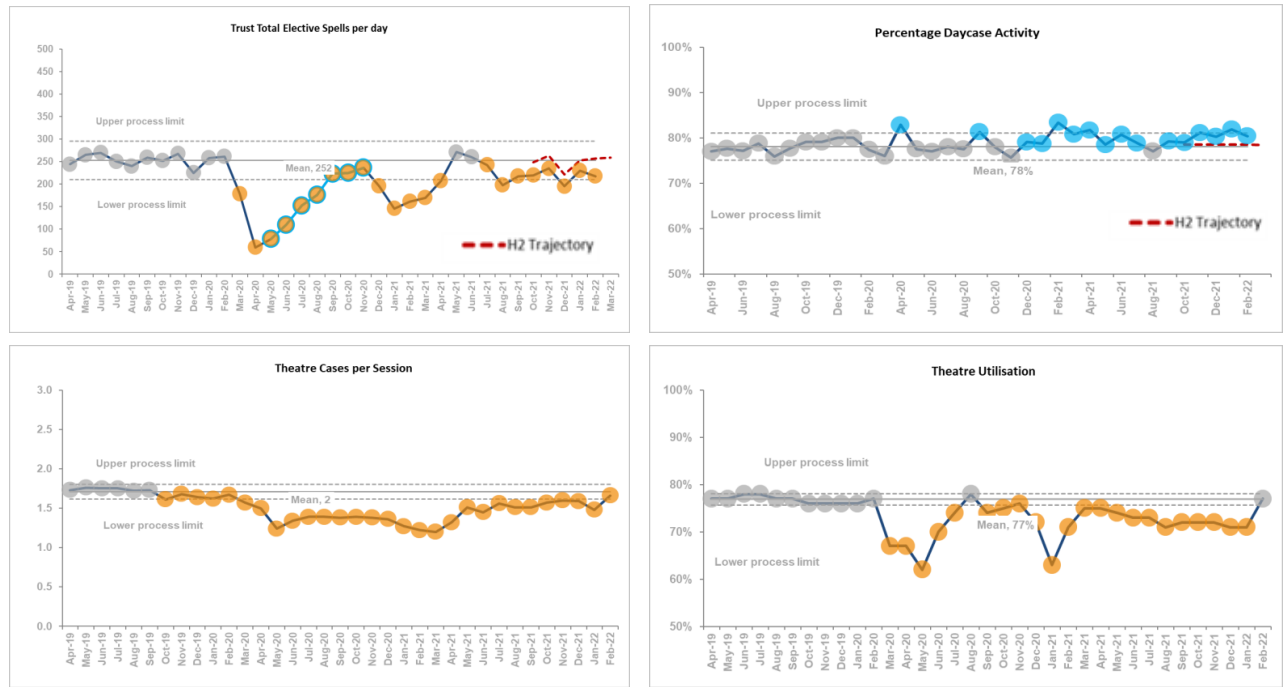 Trust Total Elective Spells per day
500
450
400
350
300
250
200
150
100
50
0
Upper process limit
Mean, 252
Lower process limit
H2 Trajectory
Apr-19
May-19
Jun-19
Jul-19
Aug-19
Sep-19
Oct-19
Nov-19
Dec-19
Jan-20
Feb-20
Mar-20
Apr-20
May-20
Jun-20
Jul-20
Aug-20
Sep-20
Oct-20
Nov-20
Dec-20
Jan-21
Feb-21
Mar-21
Apr-21
May-21
Jun-21
Jul-21
Aug-21
Sep-21
Oct-21
Nov-21
Dec-21
Jan-22
Feb-22
Mar-22
Percentage Daycase Activity
100%
90%
80%
70%
60%
50%
Upper process limit
Mean, 78%
Lower process limit
H2 Trajectory
Apr-19
Jun-19
Aug-19
Oct-19
Dec-19
Feb-20
Apr-20
Jun-20
Aug-20
Oct-20
Dec-20
Feb-21
Apr-21
Jun-21
Aug-21
Oct-21
Dec-21
Feb-22
Theatre Cases per Session
3.0
2.5
2.0
1.5
1.0
0.5
0.0
Upper process limit
Mean, 2
Lower process limit
Apr-19
May-19
Jun-19
Jul-19
Aug-19
Sep-19
Oct-19
Nov-19
Dec-19
Jan-20
Feb-20
Mar-20
Apr-20
May-20
Jun-20
Jul-20
Aug-20
Sep-20
Oct-20
Nov-20
Dec-20
Jan-21
Feb-21
Mar-21
Apr-21
May-21
Jun-21
Jul-21
Aug-21
Sep-21
Oct-21
Nov-21
Dec-21
Jan-22
Feb-22
Theatre Utilisation
100%
90%
80%
70%
60%
50%
Upper process limit
Mean, 77%
Lower process limit
Apr-19
May-19
Jun-19
Jul-19
Aug-19
Sep-19
Oct-19
Nov-19
Dec-19
Jan-20
Feb-20
Mar-20
Apr-20
May-20
Jun-20
Jul-20
Aug-20
Sep-20
Oct-20
Nov-20
Dec-20
Jan-21
Feb-21
Mar-21
Apr-21
May-21
Jun-21
Jul-21
Aug-21
Sep-21
Oct-21
Nov-21
Dec-21
Jan-22
Feb-22